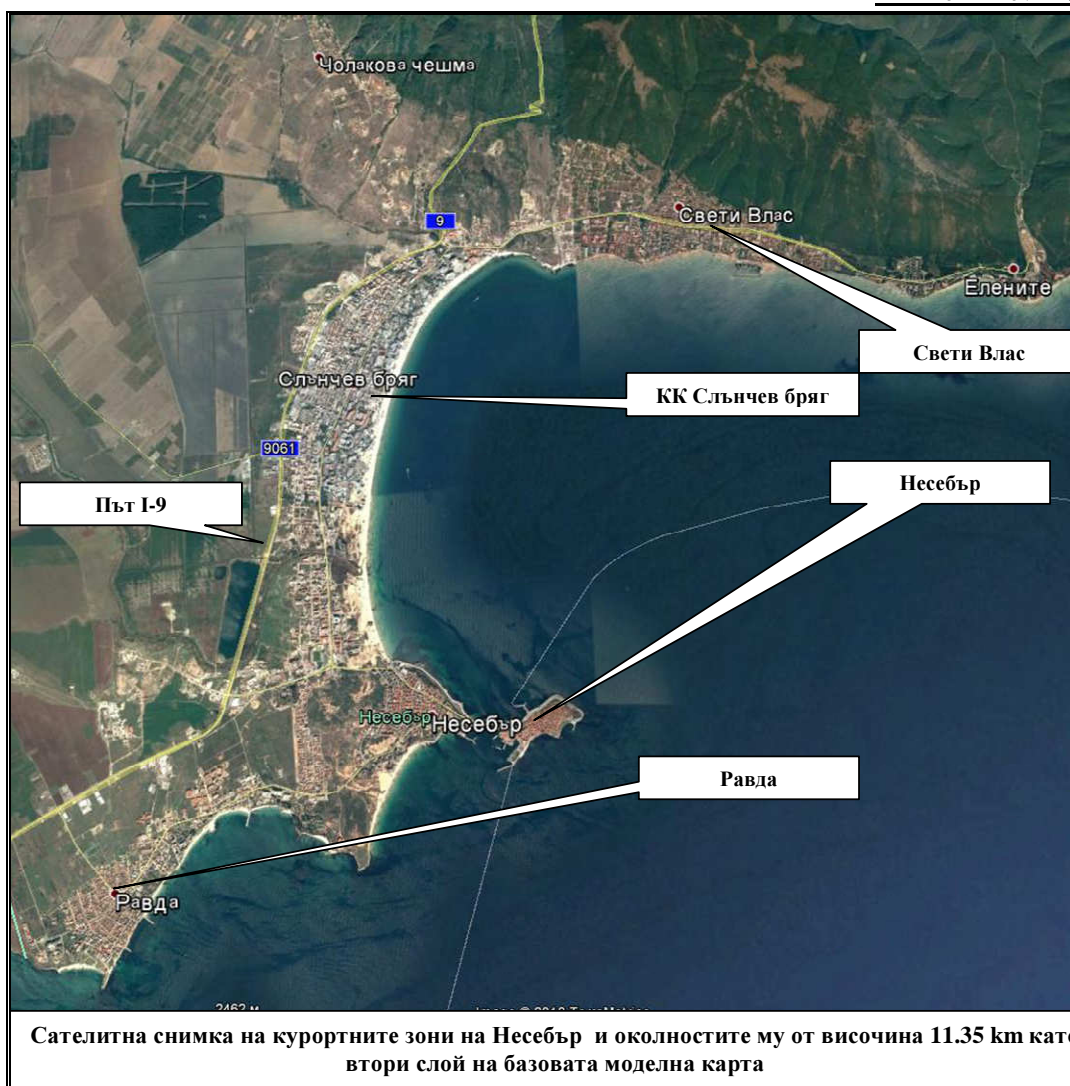 Чолакова чешма
9
Свети Влас
Елените
Свети Влас
Слънчев бряг
КК Слънчев бряг
9061
Несебър
Път I-9
Несебър
Несебър
Равда
Равда
2462 м
Сателитна снимка на курортните зони на Несебър и околностите му от височина 11.35 km кат
втори слой на базовата моделна карта